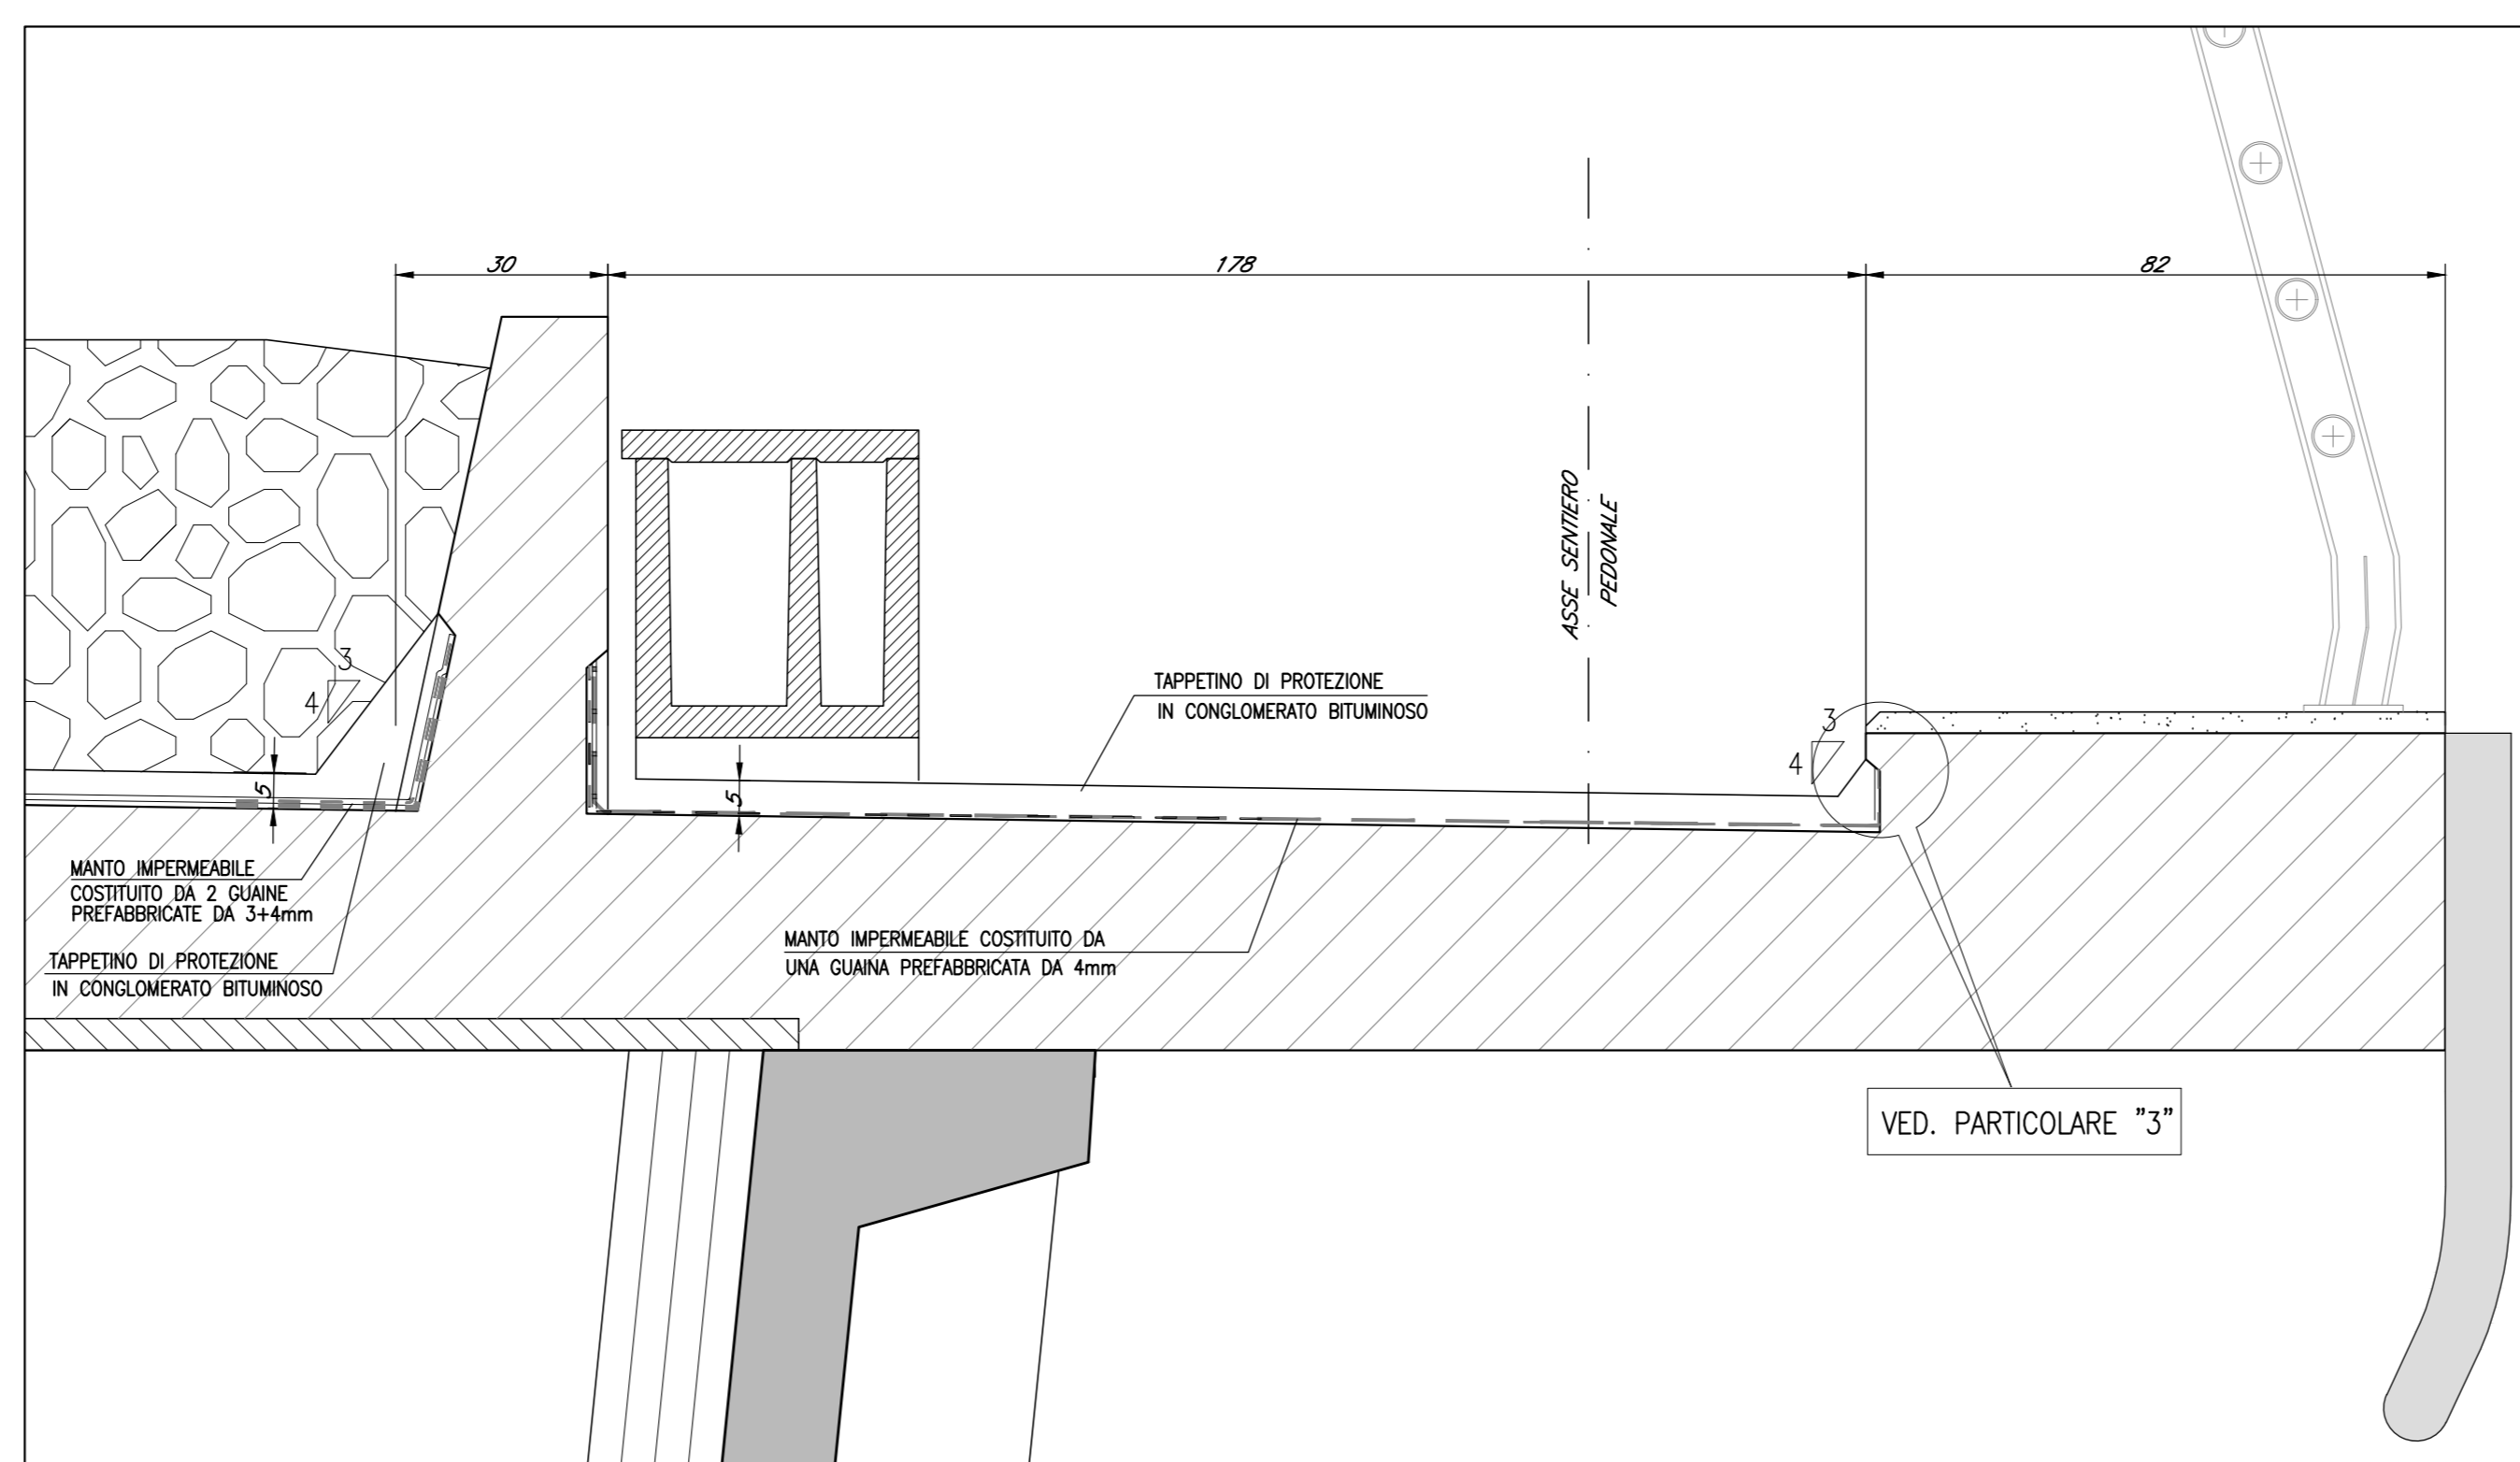 30
178
82
ASSE SENTIERO
PEDONALE
3
4
TAPPETINO DI PROTEZIONE
IN CONGLOMERATO BITUMINOSO
3
4
5
5
MANTO IMPERMEABILE
COSTITUITO DA 2 GUAINE
PREFABBRICATE DA 3+4mm
MANTO IMPERMEABILE COSTITUITO DA
UNA GUAINA PREFABBRICATA DA 4mm
TAPPETINO DI PROTEZIONE
IN CONGLOMERATO BITUMINOSO
VED. PARTICOLARE "3"